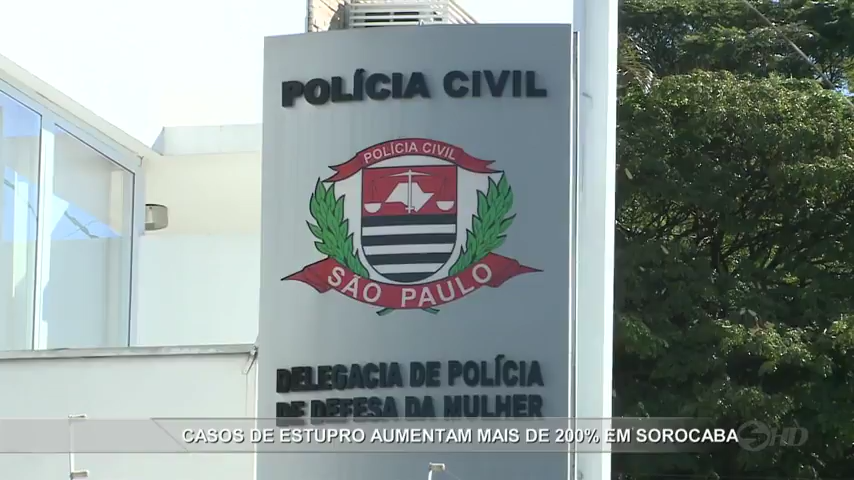 POLÍCIA CIVIL
POLÍCIA CIVIL
SÃO PAULO
DELEGACIA DE POLÍCIA
DE DEFESA DA MULHER
CASOS DE ESTUPRO AUMENTAM MAIS DE 200% EM SOROCABA
HD